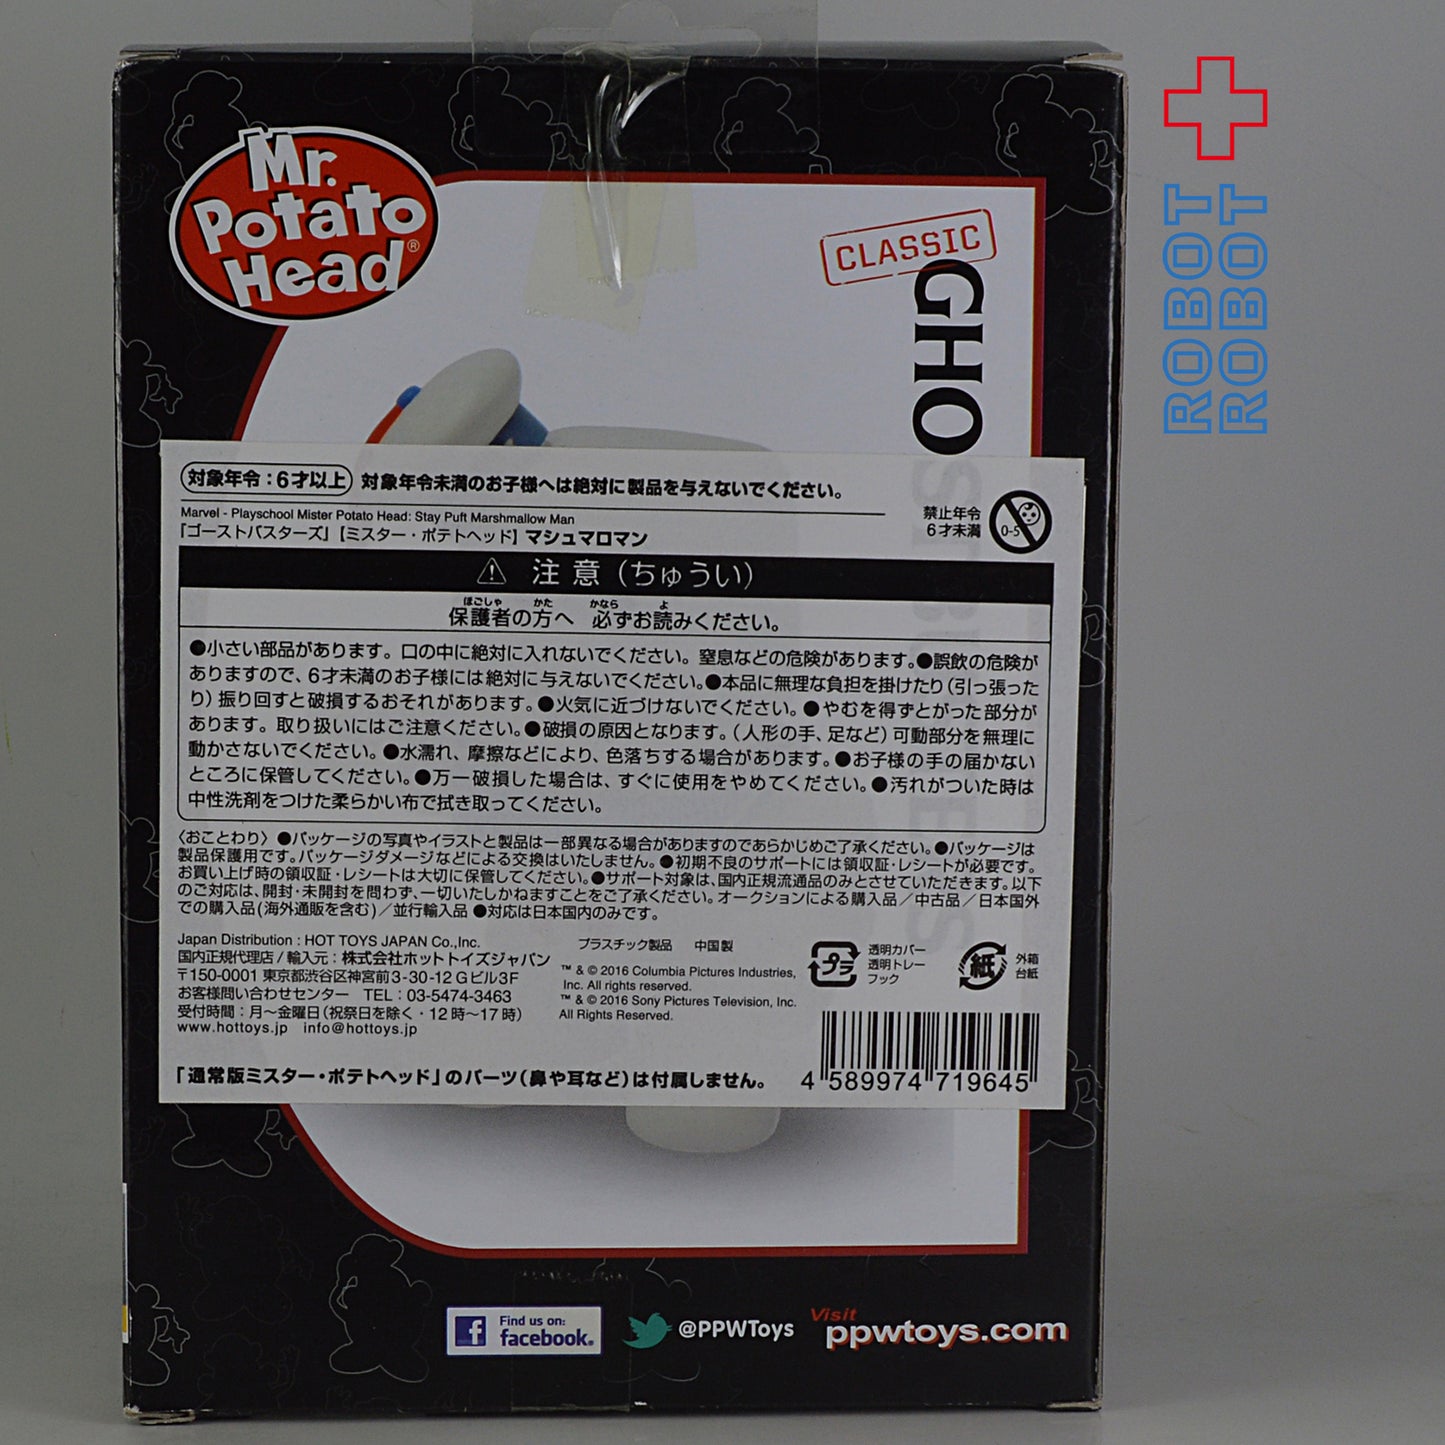 Mr.
Potato
Head®
CLASSIC
GHO
ROBOT
ROBOT
対象年令：6才以上 対象年令未満のお子様へは絶対に製品を与えないでください。
Marvel - Playschool Mister Potato Head: Stay Puft Marshmallow Man
「ゴーストバスターズ」【ミスター・ポテトヘッド】マシュマロマン
禁止年令
6才未満
0-5
⚠ 注意（ちゅうい）
ほごしゃ かた かなら よ
保護者の方へ 必ずお読みください。
●小さい部品があります。口の中に絶対に入れないでください。窒息などの危険があります。●誤飲の危険が
ありますので、6才未満のお子様には絶対に与えないでください。●本品に無理な負担を掛けたり（引っ張った
り）振り回すと破損するおそれがあります。●火気に近づけないでください。●やむを得ずとがった部分が
あります。取り扱いにはご注意ください。●破損の原因となります。（人形の手、足など）可動部分を無理に
動かさないでください。●水濡れ、摩擦などにより、色落ちする場合があります。●お子様の手の届かない
ところに保管してください。●万一破損した場合は、すぐに使用をやめてください。●汚れがついた時は
中性洗剤をつけた柔らかい布で拭き取ってください。
〈おことわり〉●パッケージの写真やイラストと製品は一部異なる場合がありますのであらかじめご了承ください。●パッケージは
製品保護用です。パッケージダメージなどによる交換はいたしません。●初期不良のサポートには領収証・レシートが必要です。
お買い上げ時の領収証・レシートは大切に保管してください。●サポート対象は、国内正規流通品のみとさせていただきます。以下
のご対応は、開封・未開封を問わず、一切いたしかねますことをご了承ください。オークションによる購入品／中古品／日本国外
での購入品(海外通販を含む)／並行輸入品 ●対応は日本国内のみです。
Japan Distribution : HOT TOYS JAPAN Co.,Inc.
国内正規代理店 / 輸入元：株式会社ホットトイズジャパン
〒150-0001 東京都渋谷区神宮前3-30-12 Gビル3F
お客様問い合わせセンター TEL：03-5474-3463
受付時間：月～金曜日（祝祭日を除く・12時～17時）
www.hottoys.jp info@hottoys.jp
プラスチック製品 中国製
™ & © 2016 Columbia Pictures Industries,
Inc. All rights reserved.
™ & © 2016 Sony Pictures Television, Inc.
All Rights Reserved.
プラ
透明カバー
透明トレー
フック
紙
外箱
台紙
「通常版ミスター・ポテトヘッド」のパーツ（鼻や耳など）は付属しません。
4 589974 719645
Find us on:
facebook®
@PPWToys
Visit
ppwtoys.com